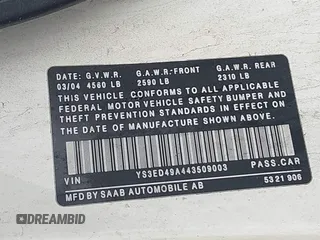 DATE: G.V.W.R. G.A.W.R.-FRONT G.A.W.R. REAR
03/04 4560 LB 2590 LB 2310 LB
THIS VEHICLE CONFORMS TO ALL APPLICABLE
FEDERAL MOTOR VEHICLE SAFETY BUMPER AND
THEFT PREVENTION STANDARDS IN EFFECT ON
THE DATE OF MANUFACTURE SHOWN ABOVE.
YS3ED49A443509003
VIN PASS.CAR
MFD BY SAAB AUTOMOBILE AB 5321906
DREAMBID